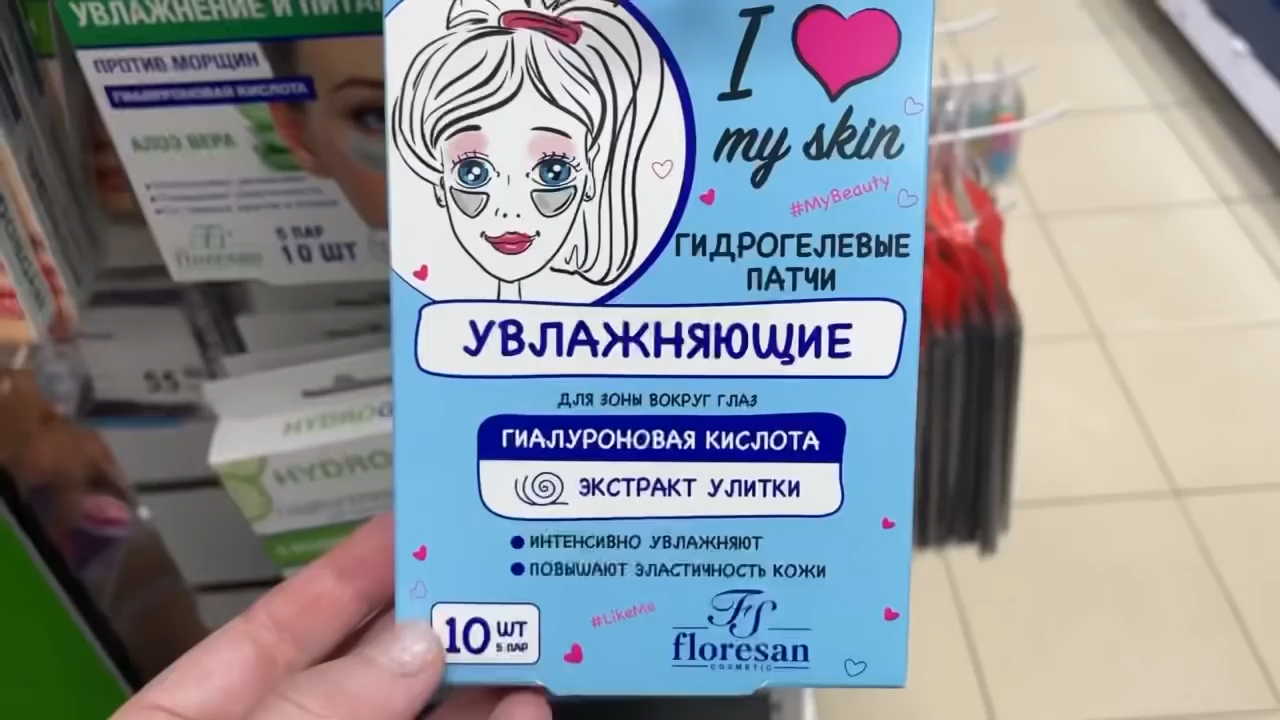 УВЛАЖНЕНИЕ И ПИТА
ПРОТИВ МОРЩИН
ГИАЛУРОНОВАЯ КИСЛОТА
АЛОЭ ВЕРА
floresan
5 ПАР
10 ШТ
55
HYDRO
I
my skin
#MyBeauty
ГИДРОГЕЛЕВЫЕ
ПАТЧИ
УВЛАЖНЯЮЩИЕ
ДЛЯ ЗОНЫ ВОКРУГ ГЛАЗ
ГИАЛУРОНОВАЯ КИСЛОТА
ЭКСТРАКТ УЛИТКИ
ИНТЕНСИВНО УВЛАЖНЯЮТ
ПОВЫШАЮТ ЭЛАСТИЧНОСТЬ КОЖИ
10 ШТ
5 ПАР
#LikeMe
FS
floresan
COSMETIC